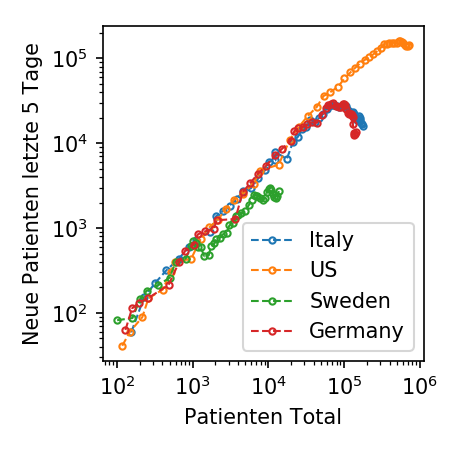 Neue Patienten letzte 5 Tage
10^5
10^4
10^3
10^2
Italy
US
Sweden
Germany
10^2 10^3 10^4 10^5 10^6
Patienten Total